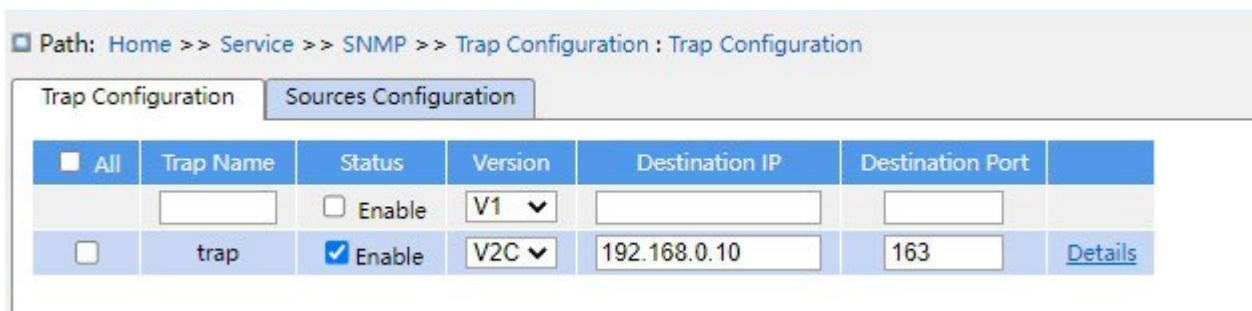 Path: Home >> Service >> SNMP >> Trap Configuration : Trap Configuration
Trap Configuration Sources Configuration
All Trap Name Status Version Destination IP Destination Port
Enable V1
trap Enable V2C 192.168.0.10 163 Details